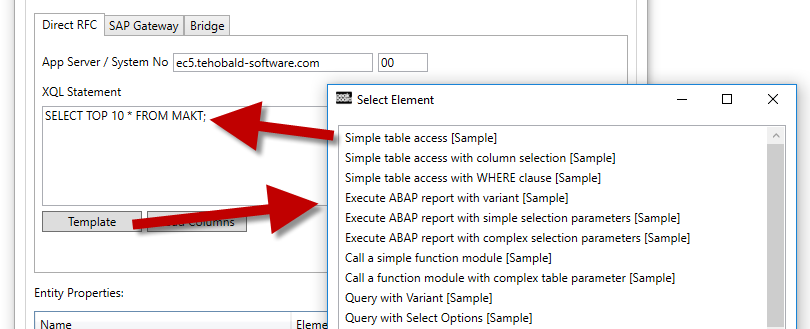 Direct RFC SAP Gateway Bridge
App Server / System No ec5.tehobald-software.com 00
XQL Statement
SELECT TOP 10 * FROM MAKT;
Template Columns
Entity Properties:
Name Elem
Select Element
Simple table access [Sample]
Simple table access with column selection [Sample]
Simple table access with WHERE clause [Sample]
Execute ABAP report with variant [Sample]
Execute ABAP report with simple selection parameters [Sample]
Execute ABAP report with complex selection parameters [Sample]
Call a simple function module [Sample]
Call a function module with complex table parameter [Sample]
Query with Variant [Sample]
Query with Select Options [Sample]